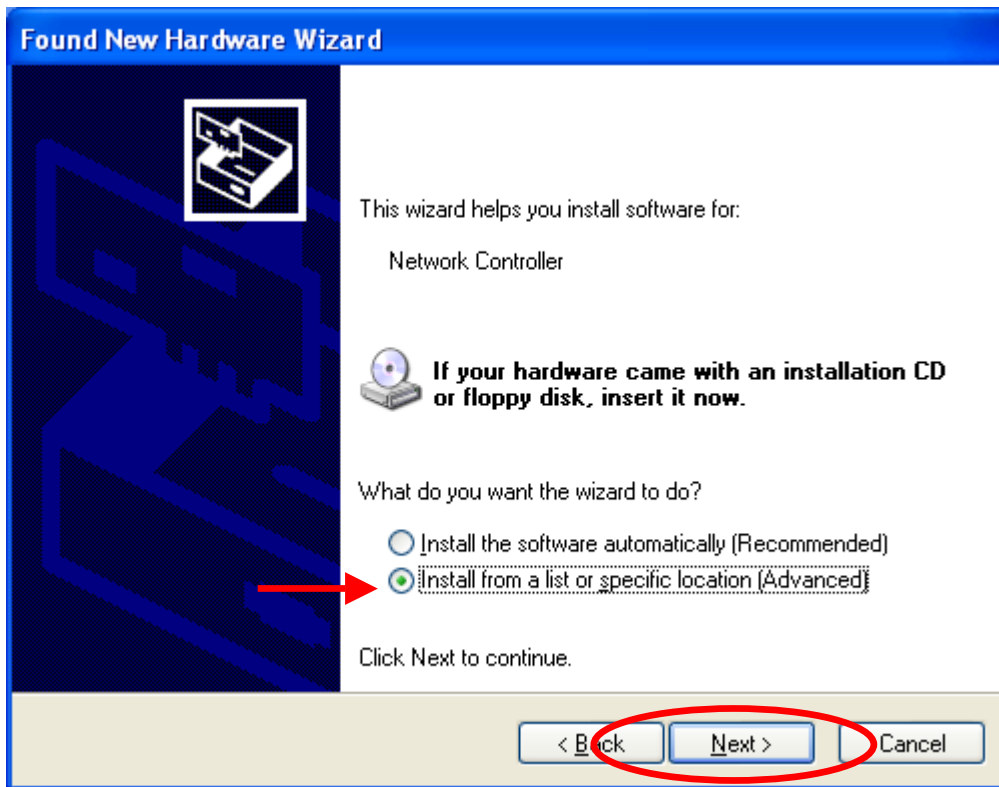 Found New Hardware Wizard
This wizard helps you install software for:
Network Controller
If your hardware came with an installation CD
or floppy disk, insert it now.
What do you want the wizard to do?
Install the software automatically (Recommended)
Install from a list or specific location (Advanced)
Click Next to continue.
< Back
Next >
Cancel